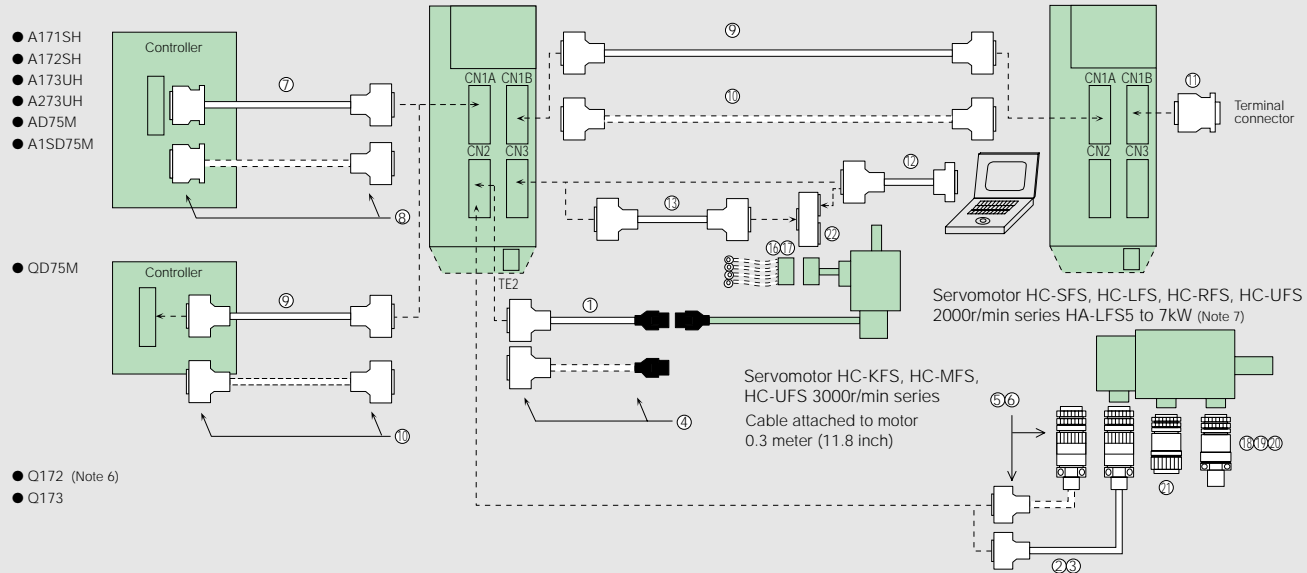 ● A171SH
● A172SH
● A173UH
● A273UH
● AD75M
● A1SD75M
Controller
⑦
⑧
● QD75M
Controller
⑨
⑩
● Q172 (Note 6)
● Q173
CN1A CN1B
CN2 CN3
TE2
⑨
⑩
⑬
⑫
㉒
⑯⑰
①
④
CN1A CN1B
CN2 CN3
⑪
Terminal
connector
Servomotor HC-KFS, HC-MFS,
HC-UFS 3000r/min series
Cable attached to motor
0.3 meter (11.8 inch)
Servomotor HC-SFS, HC-LFS, HC-RFS, HC-UFS
2000r/min series HA-LFS5 to 7kW (Note 7)
⑤⑥
㉑
⑱⑲⑳
②③